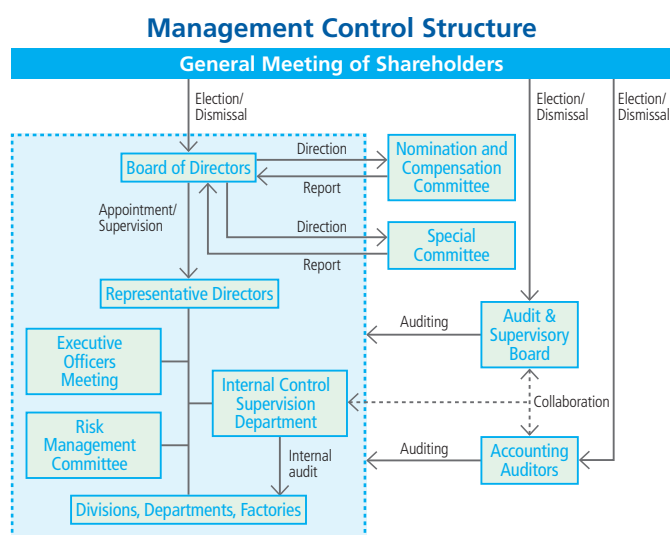 Management Control Structure
General Meeting of Shareholders
Election/
Dismissal
Election/
Dismissal
Election/
Dismissal
Board of Directors
Direction
Report
Nomination and
Compensation
Committee
Appointment/
Supervision
Direction
Report
Special
Committee
Representative Directors
Executive
Officers
Meeting
Auditing
Audit &
Supervisory
Board
Internal Control
Supervision
Department
Collaboration
Risk
Management
Committee
Internal
audit
Auditing
Accounting
Auditors
Divisions, Departments, Factories